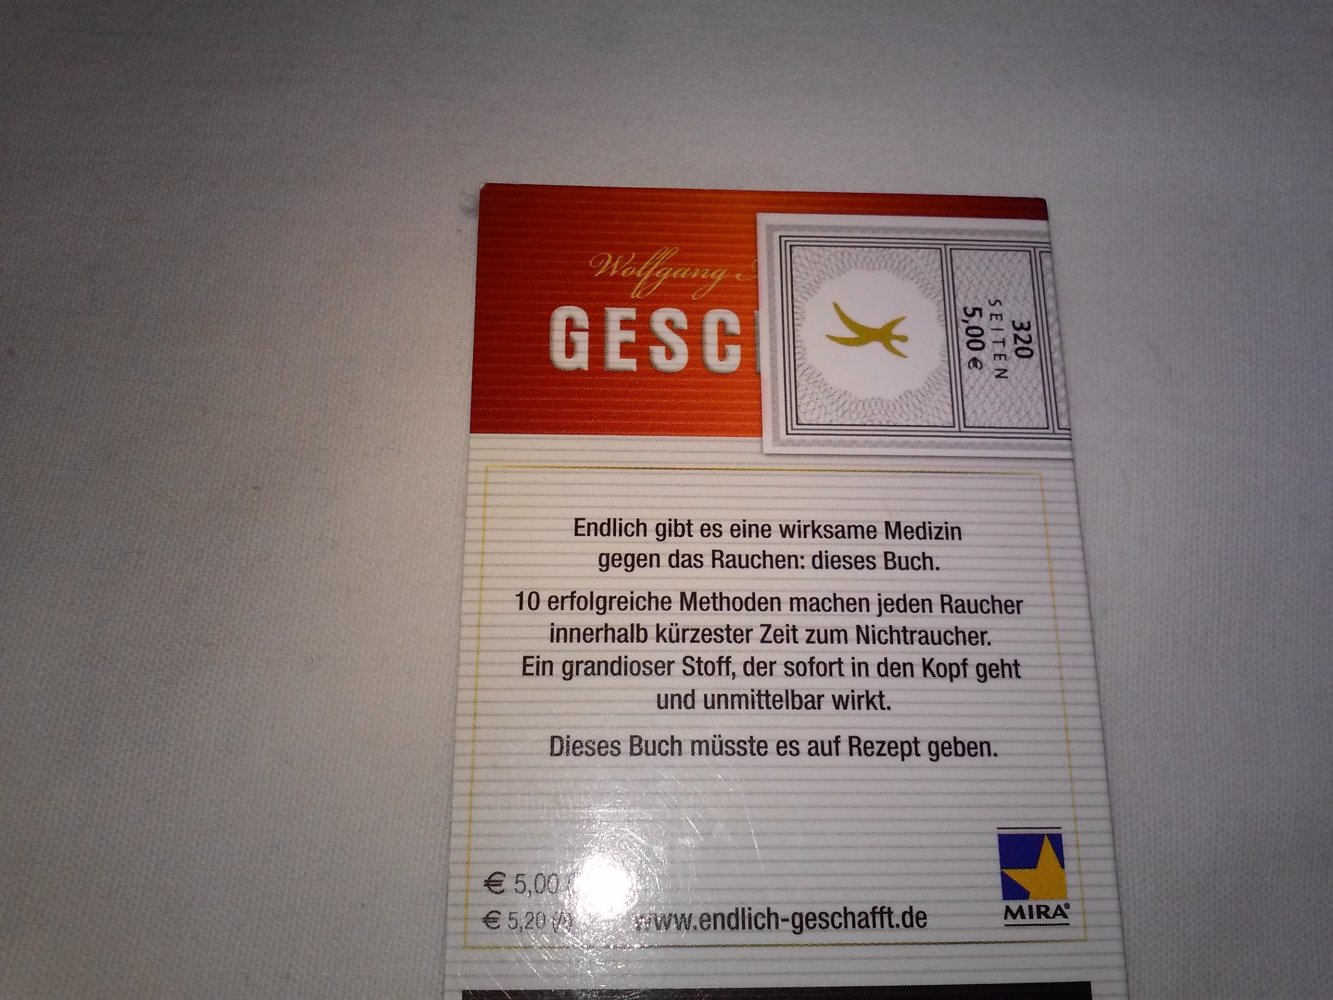 Wolfgang
GESC
320
SEITEN
5,00 €
Endlich gibt es eine wirksame Medizin
gegen das Rauchen: dieses Buch.
10 erfolgreiche Methoden machen jeden Raucher
innerhalb kürzester Zeit zum Nichtraucher.
Ein grandioser Stoff, der sofort in den Kopf geht
und unmittelbar wirkt.
Dieses Buch müsste es auf Rezept geben.
€ 5,00
€ 5,20 (A)
www.endlich-geschafft.de
MIRA®